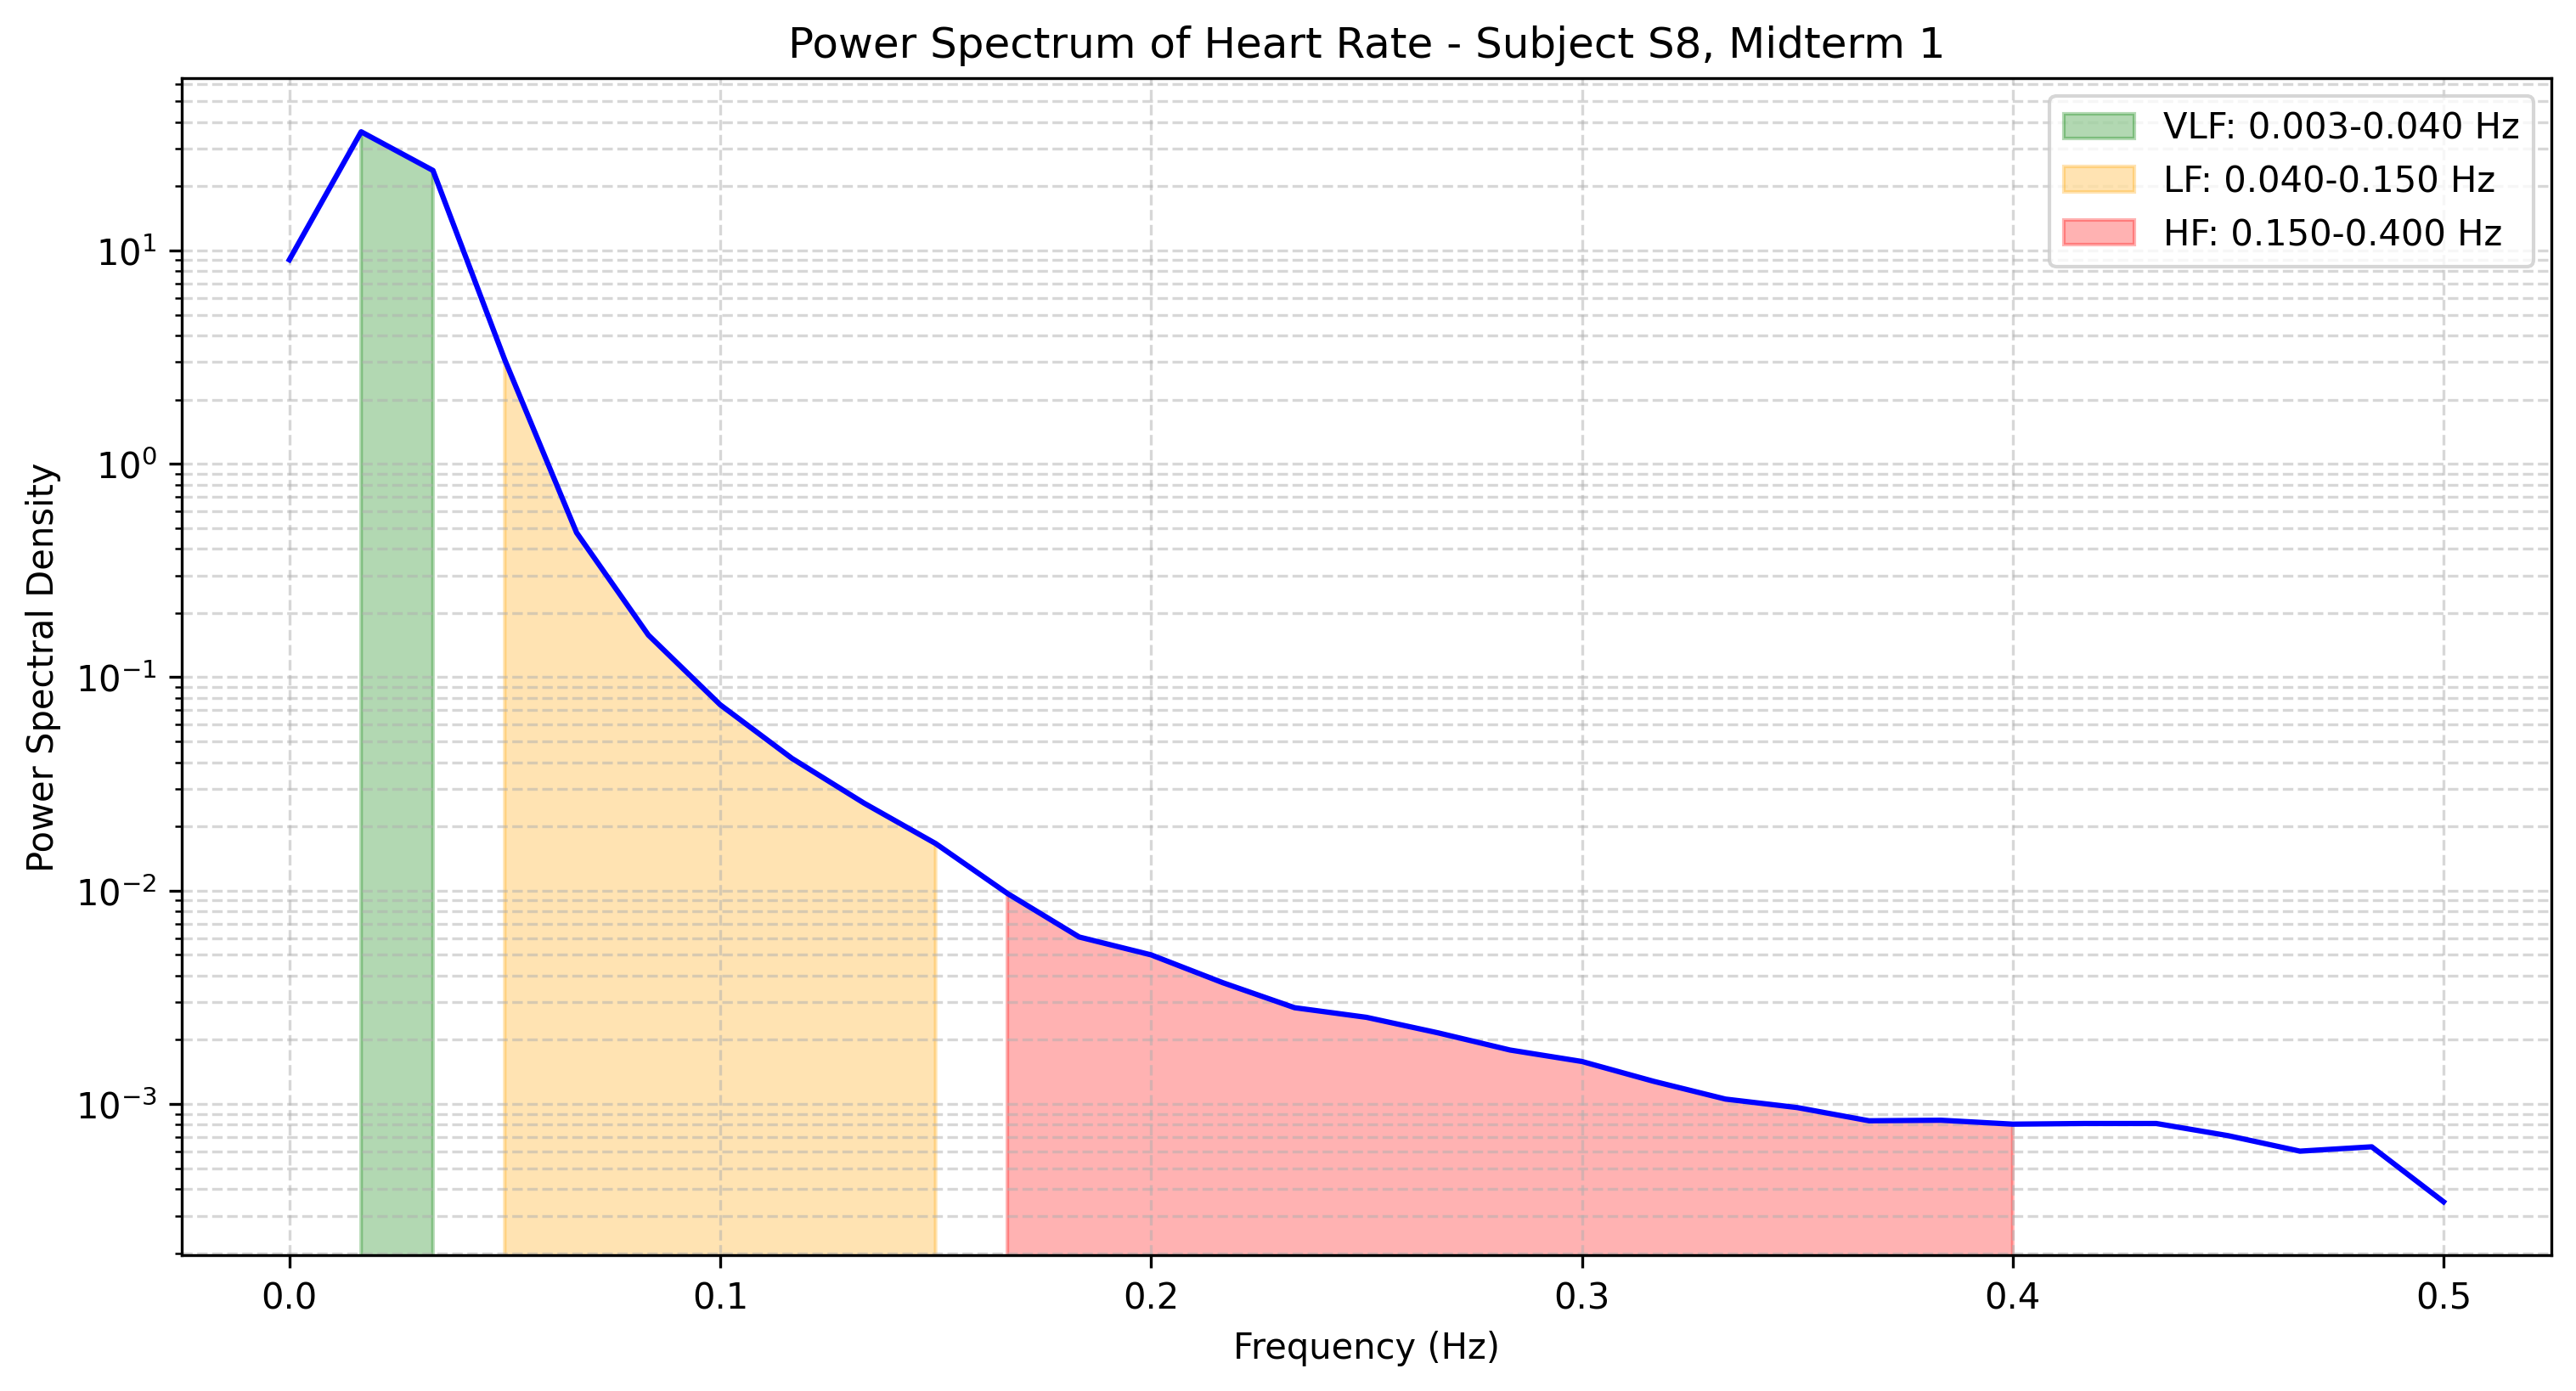 Power Spectrum of Heart Rate - Subject S8, Midterm 1
VLF: 0.003-0.040 Hz
LF: 0.040-0.150 Hz
HF: 0.150-0.400 Hz
Power Spectral Density
10¹
10⁰
10⁻¹
10⁻²
10⁻³
0.0 0.1 0.2 0.3 0.4 0.5
Frequency (Hz)